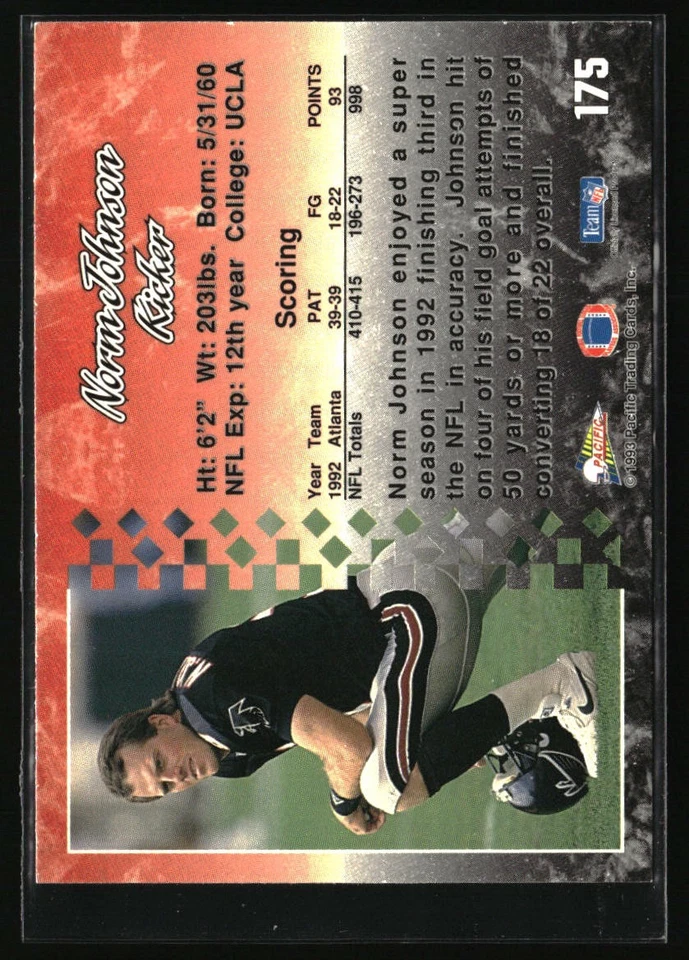 Norm Johnson
Kicker
Ht: 6'2" Wt: 203lbs. Born: 5/31/60
NFL Exp: 12th year College: UCLA
Scoring
Year Team PAT FG POINTS
1992 Atlanta 39-39 18-22 93
NFL Totals 410-415 196-273 998
Norm Johnson enjoyed a super
season in 1992 finishing third in
the NFL in accuracy. Johnson hit
on four of his field goal attempts of
50 yards or more and finished
converting 18 of 22 overall.
PACIFIC
Team NFL
175
© 1993 Pacific Trading Cards, Inc.